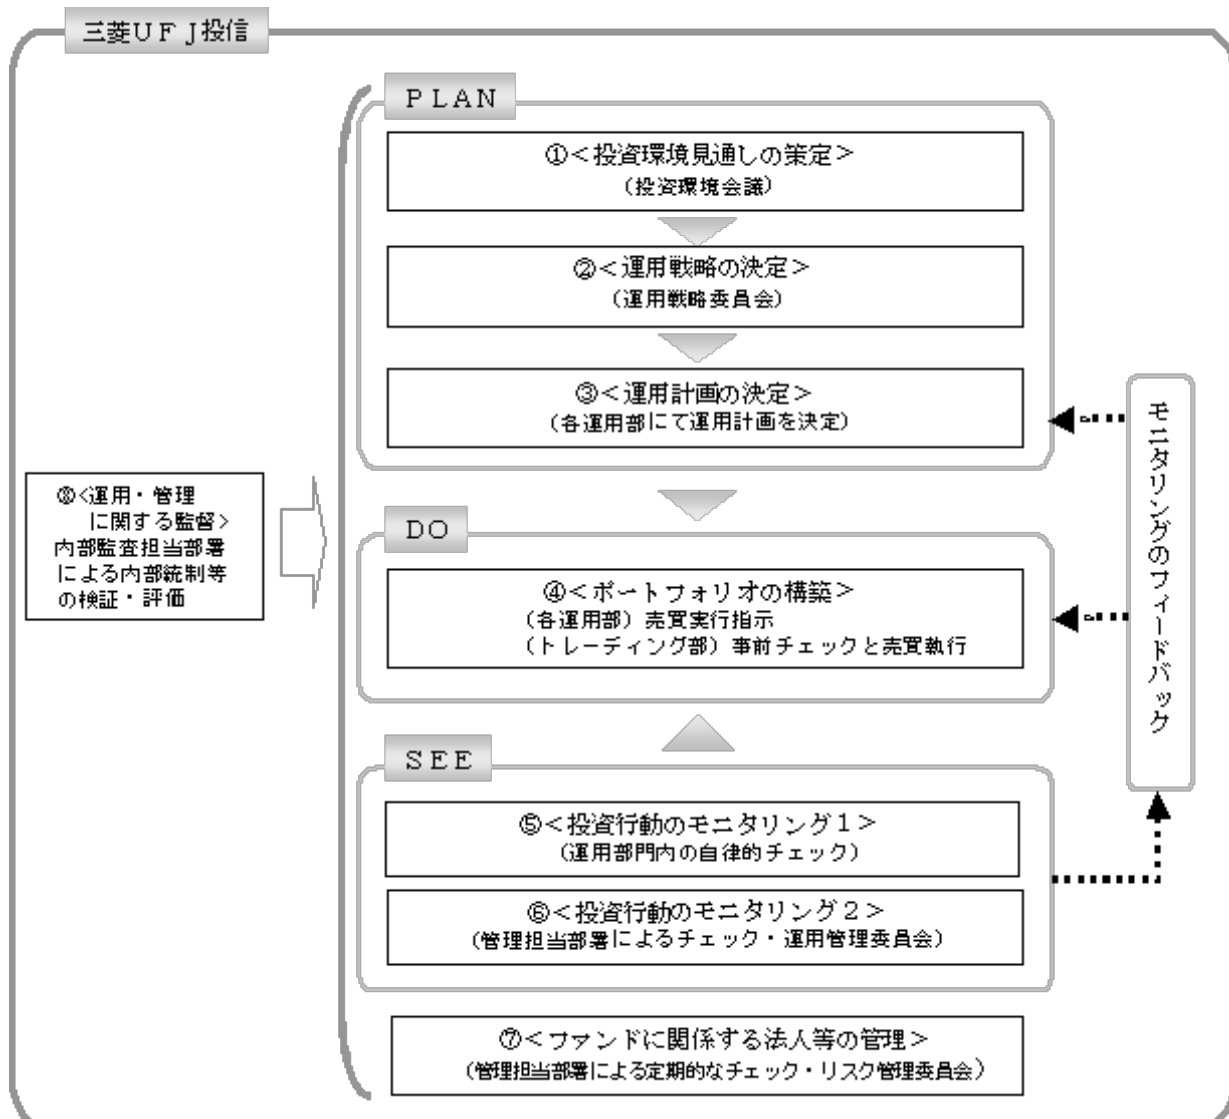 三菱ＵＦＪ投信
ＰＬＡＮ
①＜投資環境見通しの策定＞
（投資環境会議）
②＜運用戦略の決定＞
（運用戦略委員会）
③＜運用計画の決定＞
（各運用部にて運用計画を決定）
⑧<運用・管理
に関する監督>
内部監査担当部署
による内部統制等
の検証・評価
ＤＯ
④＜ポートフォリオの構築＞
（各運用部）売買実行指示
（トレーディング部）事前チェックと売買執行
ＳＥＥ
⑤＜投資行動のモニタリング１＞
（運用部門内の自律的チェック）
⑥＜投資行動のモニタリング２＞
（管理担当部署によるチェック・運用管理委員会）
⑦＜ファンドに関係する法人等の管理＞
（管理担当部署による定期的なチェック・リスク管理委員会）
モニタリングのフィードバック